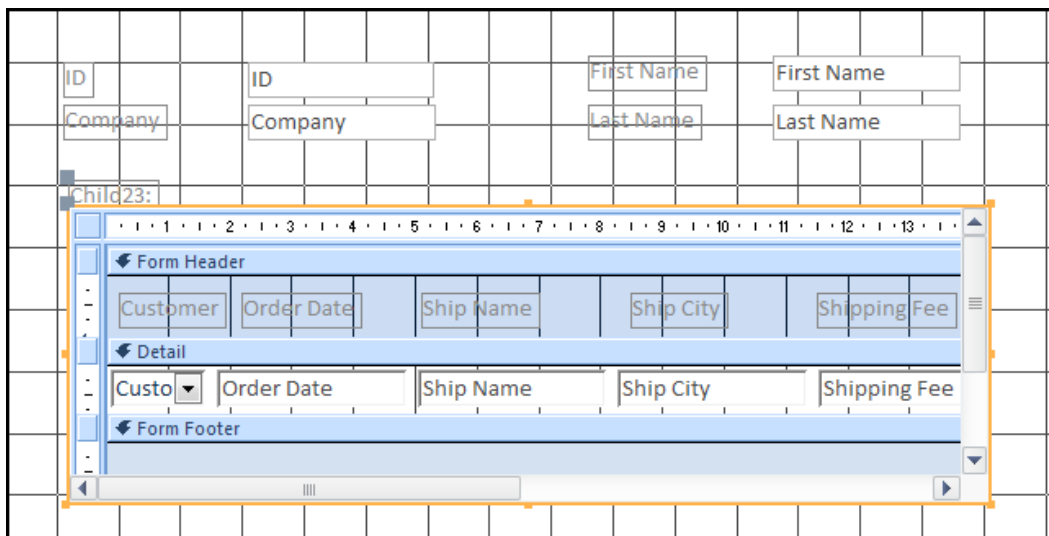 ID ID First Name First Name
Company Company Last Name Last Name
Child23:
1 2 3 4 5 6 7 8 9 10 11 12 13
Form Header
Customer Order Date Ship Name Ship City Shipping Fee
Detail
Custo Order Date Ship Name Ship City Shipping Fee
Form Footer